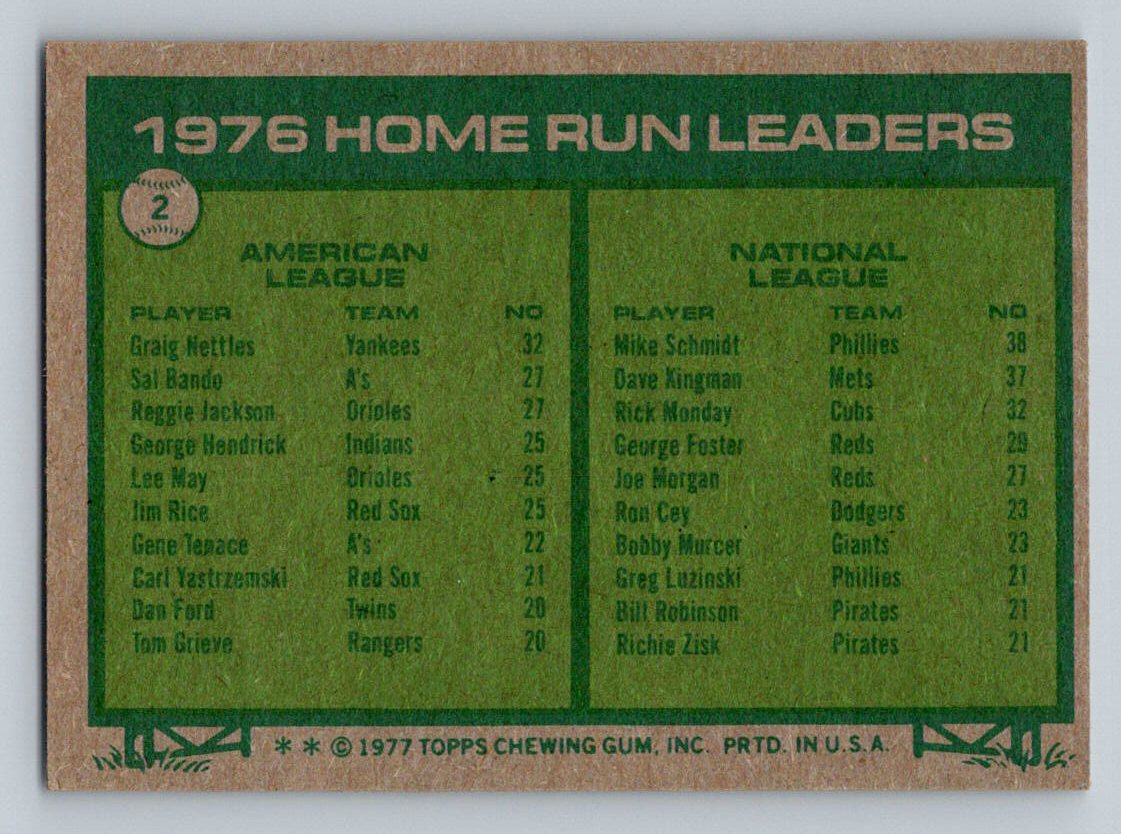 1976 HOME RUN LEADERS
2
AMERICAN
LEAGUE
PLAYER TEAM NO
Graig Nettles Yankees 32
Sal Bando A's 27
Reggie Jackson Orioles 27
George Hendrick Indians 25
Lee May Orioles 25
Jim Rice Red Sox 25
Gene Tenace A's 22
Carl Yastrzemski Red Sox 21
Dan Ford Twins 20
Tom Grieve Rangers 20
NATIONAL
LEAGUE
PLAYER TEAM NO
Mike Schmidt Phillies 38
Dave Kingman Mets 37
Rick Monday Cubs 32
George Foster Reds 29
Joe Morgan Reds 27
Ron Cey Dodgers 23
Bobby Murcer Giants 23
Greg Luzinski Phillies 21
Bill Robinson Pirates 21
Richie Zisk Pirates 21
* * © 1977 TOPPS CHEWING GUM, INC. PRTD. IN U.S.A.